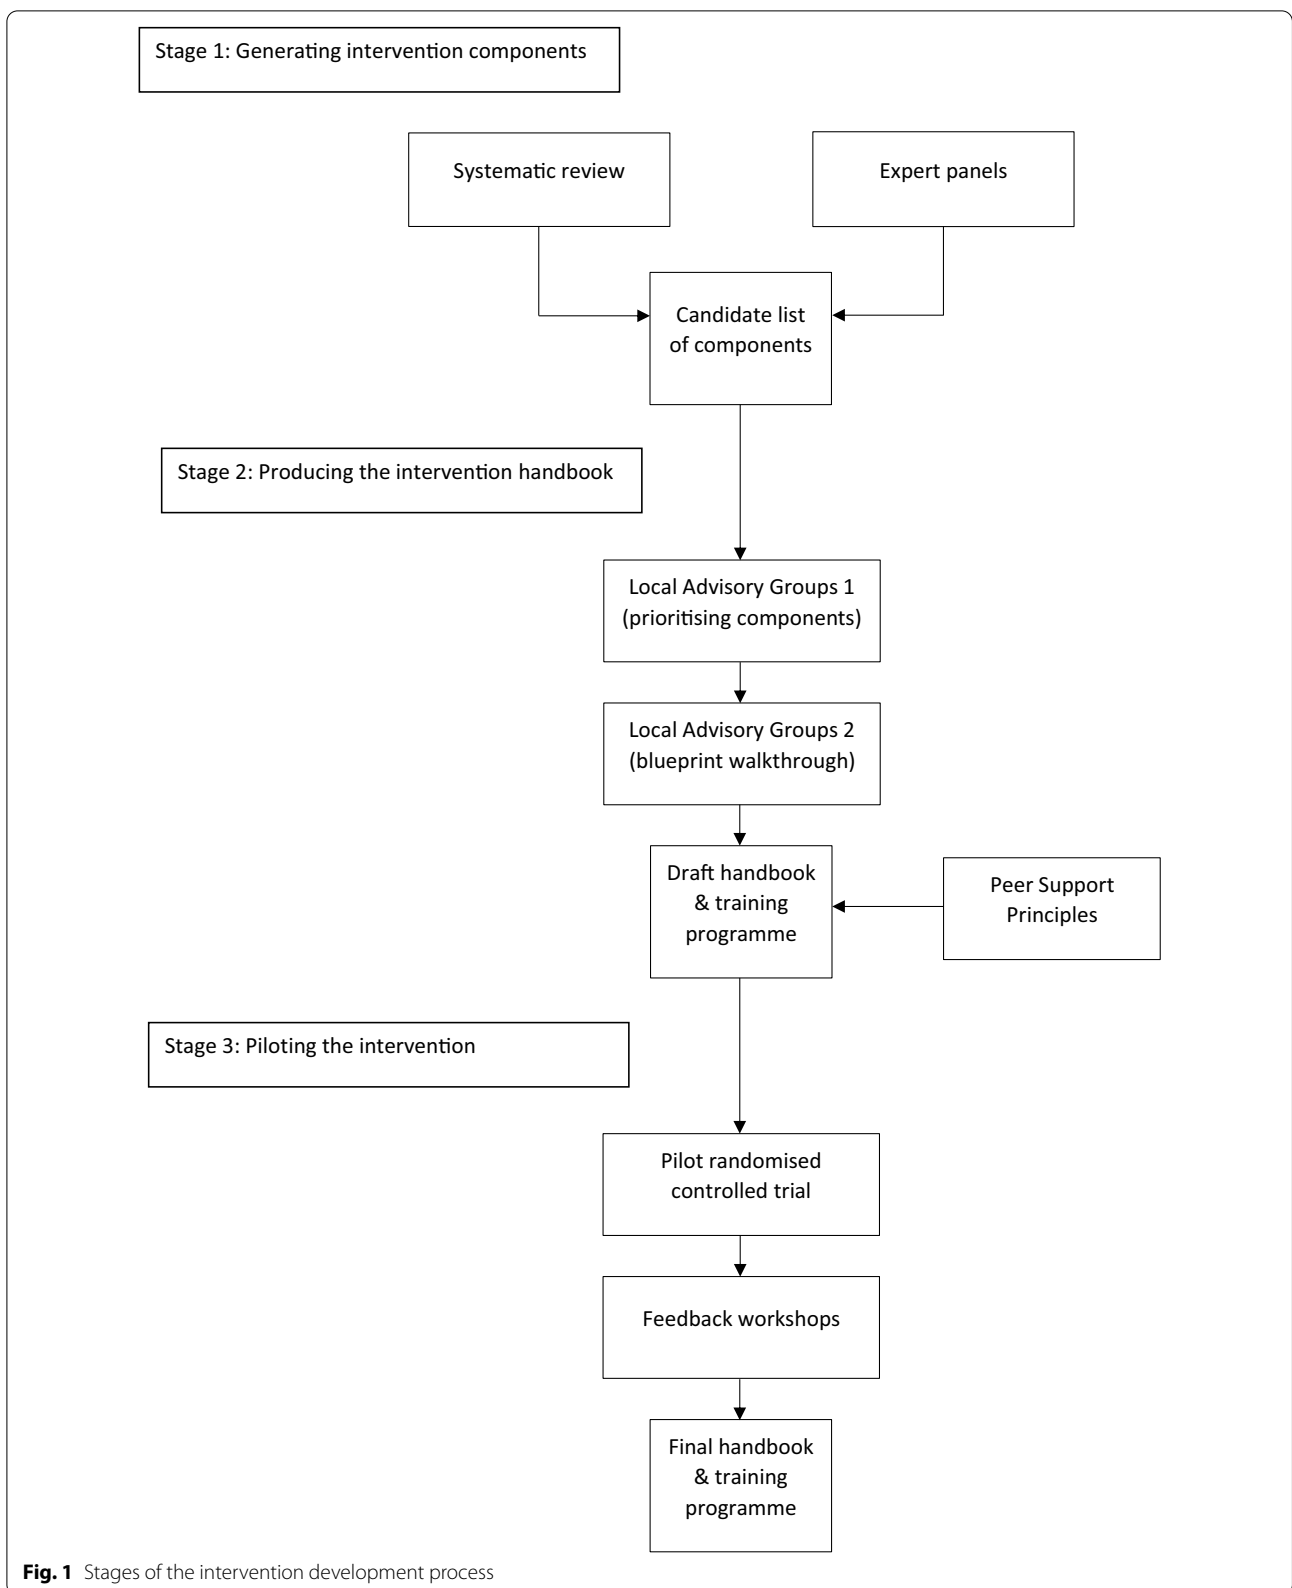 Stage 1: Generating intervention components
Systematic review
Expert panels
Candidate list
of components
Stage 2: Producing the intervention handbook
Local Advisory Groups 1
(prioritising components)
Local Advisory Groups 2
(blueprint walkthrough)
Draft handbook
& training
programme
Peer Support
Principles
Stage 3: Piloting the intervention
Pilot randomised
controlled trial
Feedback workshops
Final handbook
& training
programme
Fig. 1 Stages of the intervention development process